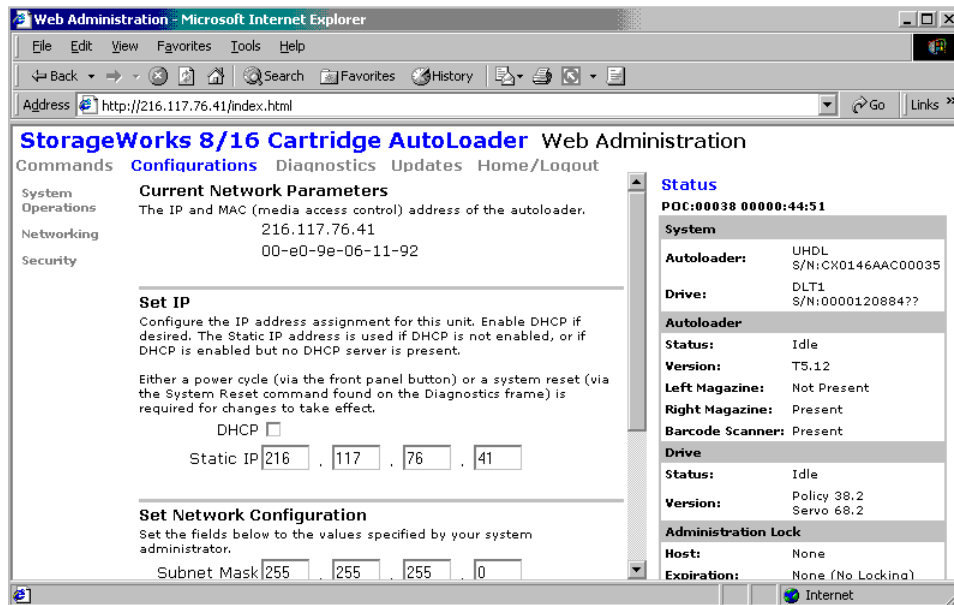 Web Administration - Microsoft Internet Explorer
File Edit View Favorites Tools Help
Back Search Favorites History
Address http://216.117.76.41/index.html Go Links »
StorageWorks 8/16 Cartridge AutoLoader Web Administration
Commands Configurations Diagnostics Updates Home/Logout
System
Operations
Networking
Security
Current Network Parameters
The IP and MAC (media access control) address of the autoloader.
216.117.76.41
00-e0-9e-06-11-92
Set IP
Configure the IP address assignment for this unit. Enable DHCP if
desired. The Static IP address is used if DHCP is not enabled, or if
DHCP is enabled but no DHCP server is present.
Either a power cycle (via the front panel button) or a system reset (via
the System Reset command found on the Diagnostics frame) is
required for changes to take effect.
DHCP
Static IP 216 . 117 . 76 . 41
Set Network Configuration
Set the fields below to the values specified by your system
administrator.
Subnet Mask 255 . 255 . 255 . 0
Status
POC:00038 00000:44:51
System
Autoloader: UHDL
S/N:CX0146AAC00035
Drive: DLT1
S/N:0000120884??
Autoloader
Status: Idle
Version: T5.12
Left Magazine: Not Present
Right Magazine: Present
Barcode Scanner: Present
Drive
Status: Idle
Version: Policy 38.2
Servo 68.2
Administration Lock
Host: None
Expiration: None (No Locking)
Internet